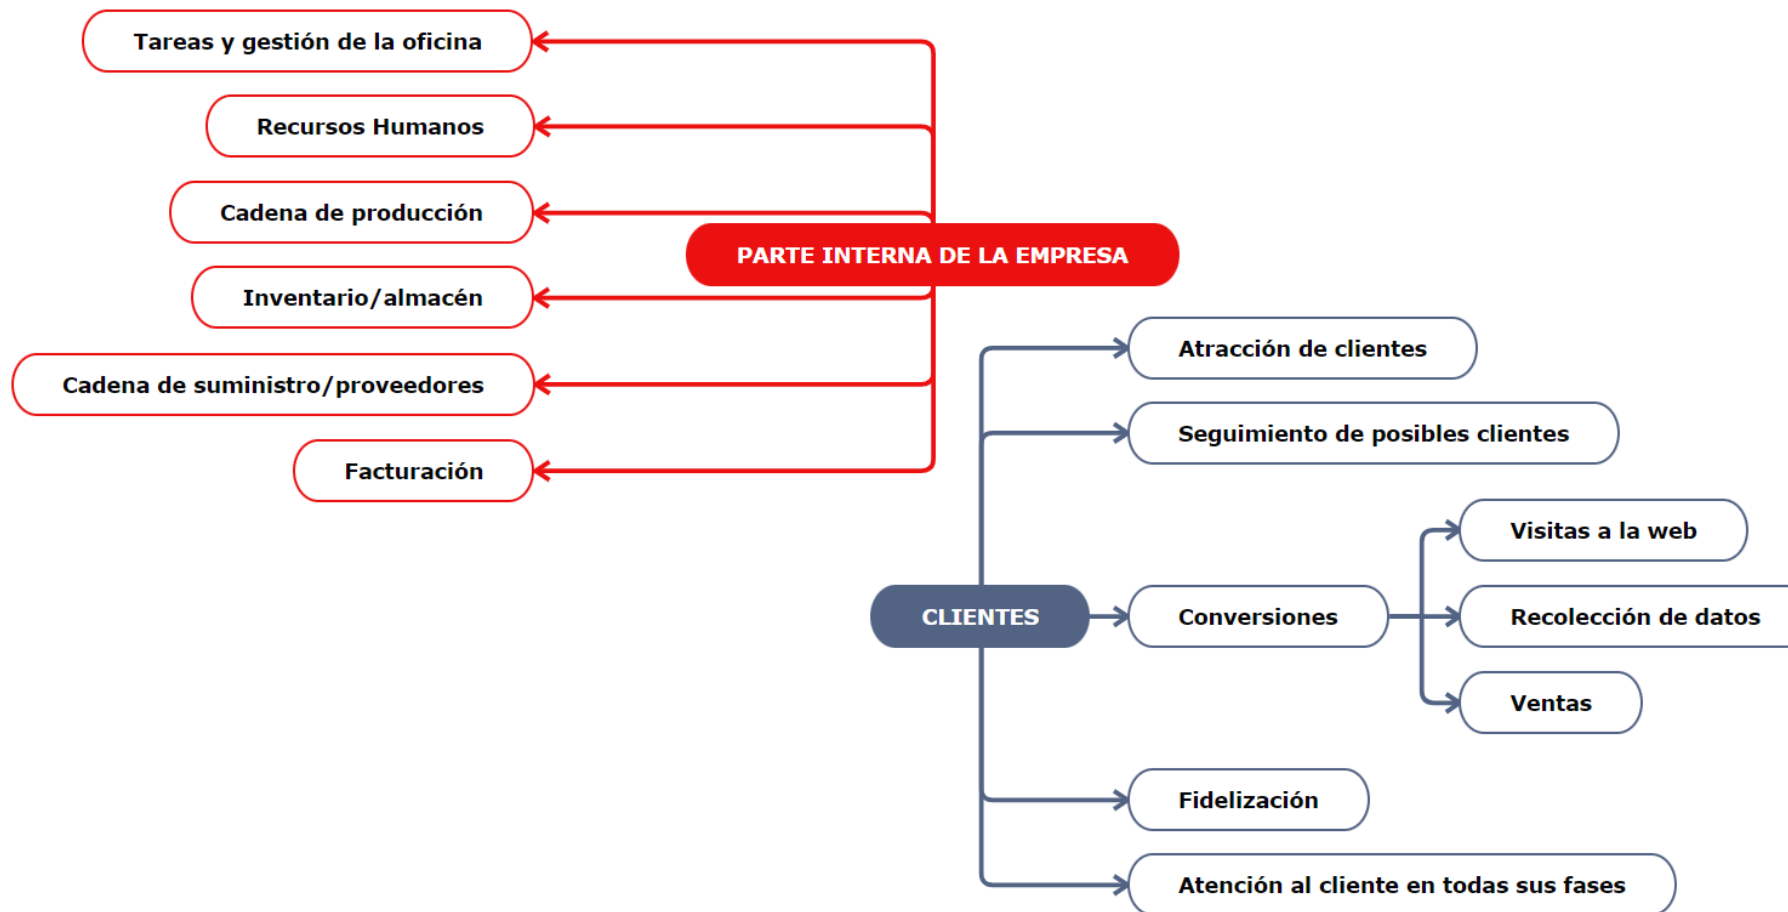 Tareas y gestión de la oficina
Recursos Humanos
Cadena de producción
PARTE INTERNA DE LA EMPRESA
Inventario/almacén
Cadena de suministro/proveedores
Facturación
Atracción de clientes
Seguimiento de posibles clientes
CLIENTES
Conversiones
Visitas a la web
Recolección de datos
Ventas
Fidelización
Atención al cliente en todas sus fases